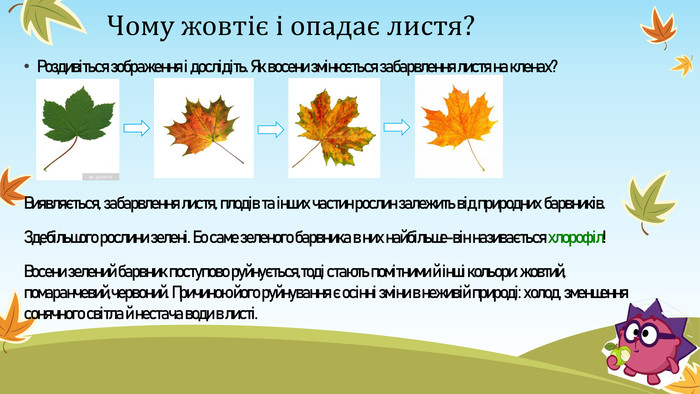 Чому жовтіє і опадає листя?
• Роздивіться зображення і дослідіть. Як восени змінюється забарвлення листя на кленах?
Виявляється, забарвлення листя, плодів та інших частин рослин залежить від природних барвників.
Здебільшого рослини зелені. Бо саме зеленого барвника в них найбільше–він називається хлорофіл!
Восени зелений барвник поступово руйнується,тоді стають помітними й інші кольори: жовтий,
помаранчевий,червоний. Причиною його руйнування є осінні зміни в неживій природі: холод, зменшення
сонячного світла й нестача води в листі.